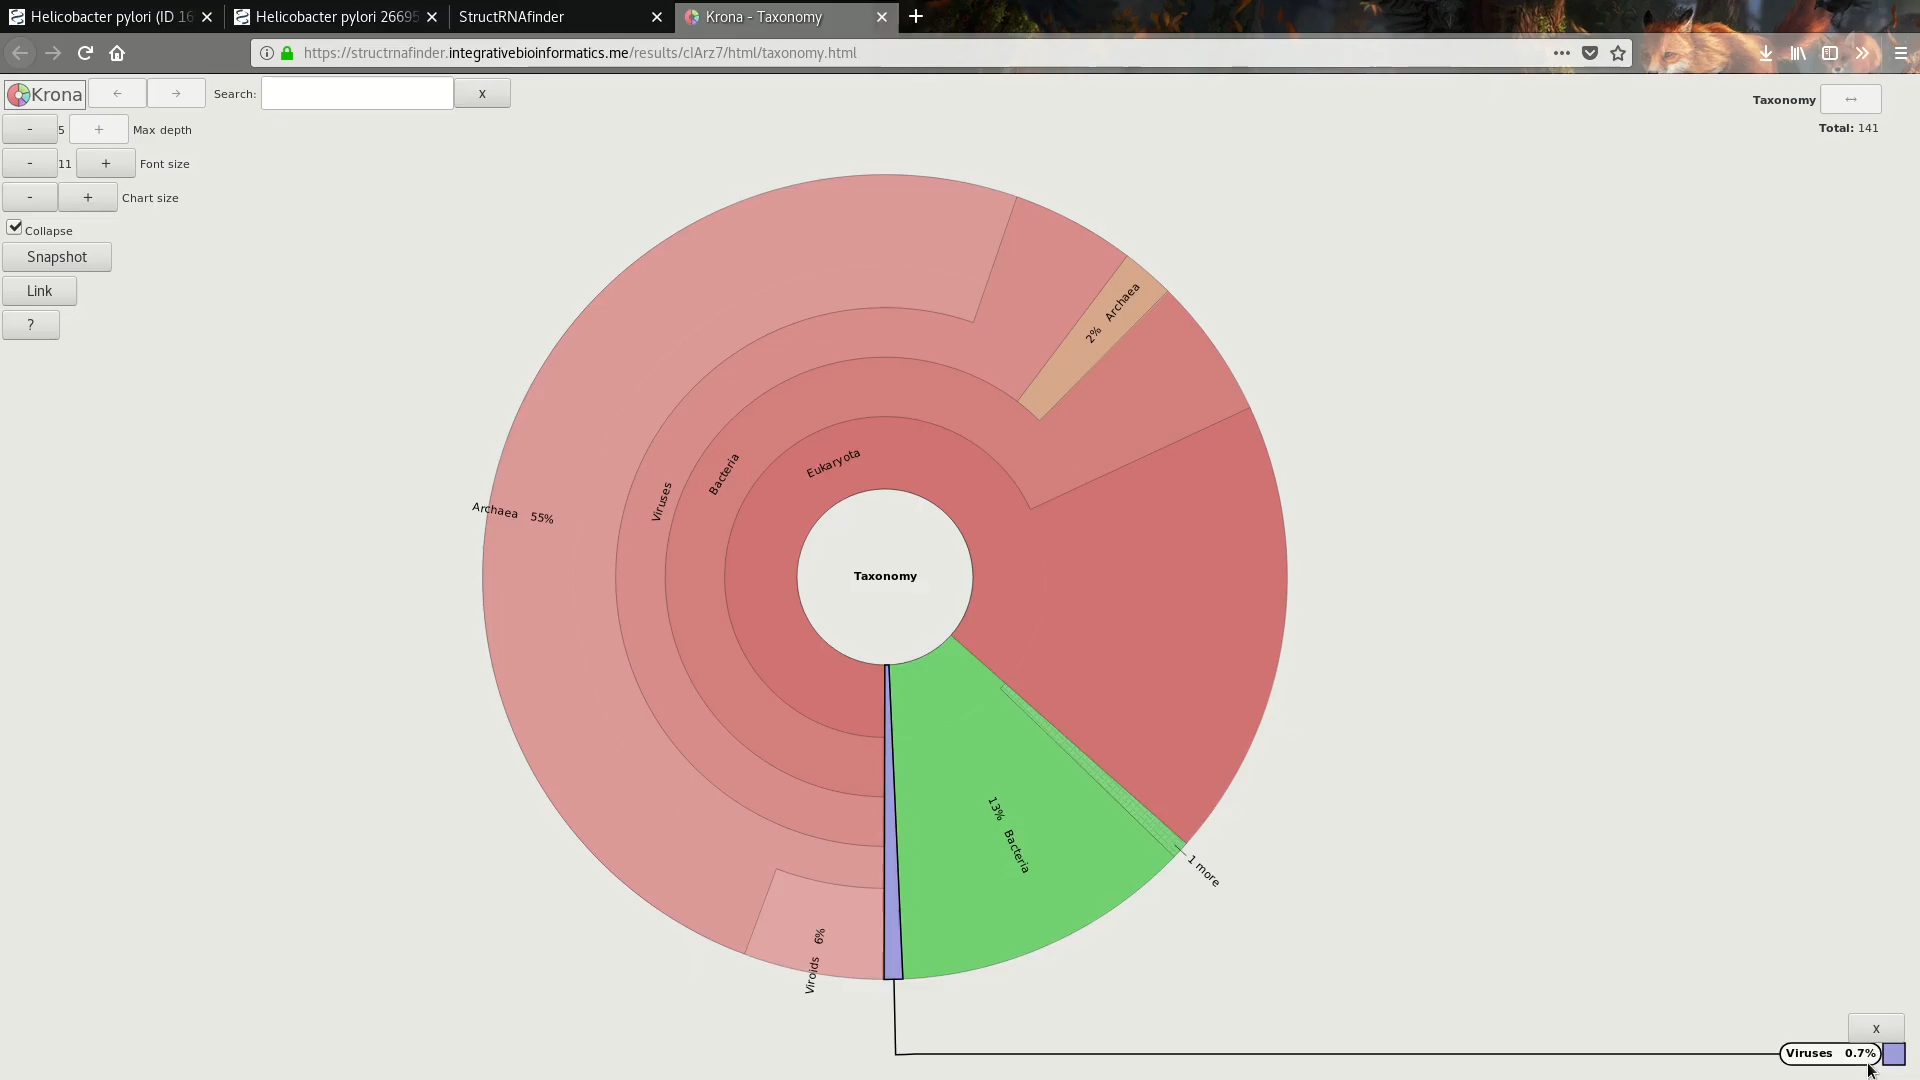 Helicobacter pylori (ID 16
Helicobacter pylori 26695
StructRNAfinder
Krona - Taxonomy
https://structrnafinder.integrativebioinformatics.me/results/cIArz7/html/taxonomy.html
Krona
←
→
Search:
x
Taxonomy
↔
- 5 + Max depth
Total: 141
- 11 + Font size
- + Chart size
Collapse
Snapshot
Link
?
2% Archaea
Eukaryota
Bacteria
Viruses
Archaea 55%
Taxonomy
13% Bacteria
1 more
Viroids 6%
x
Viruses 0.7%